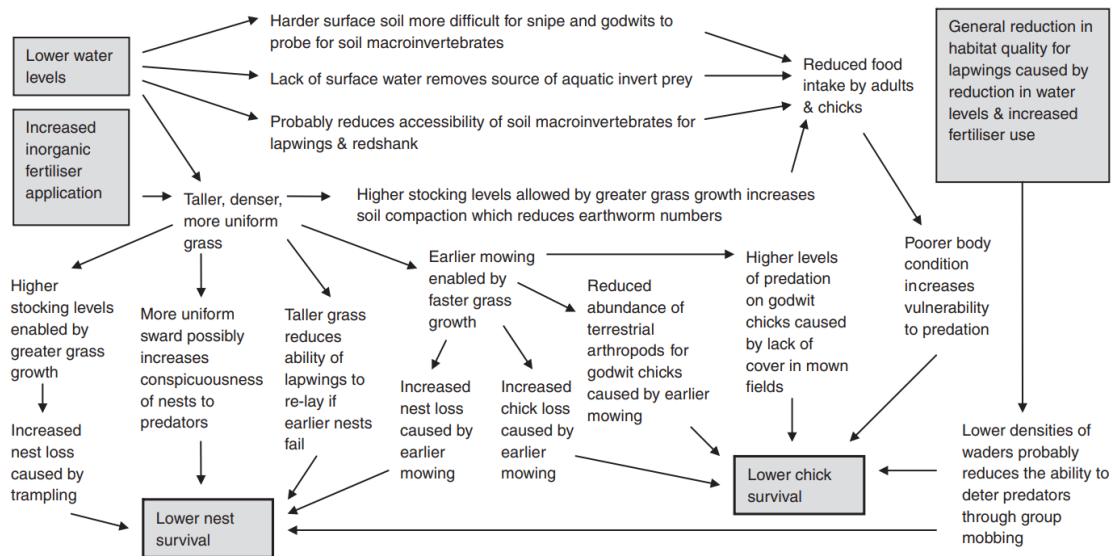 Lower water
levels
Harder surface soil more difficult for snipe and godwits to
probe for soil macroinvertebrates
Lack of surface water removes source of aquatic invert prey
Probably reduces accessibility of soil macroinvertebrates for
lapwings & redshank
Reduced food
intake by adults
& chicks
General reduction in
habitat quality for
lapwings caused by
reduction in water
levels & increased
fertiliser use
Increased
inorganic
fertiliser
application
Taller, denser,
more uniform
grass
Higher stocking levels allowed by greater grass growth increases
soil compaction which reduces earthworm numbers
Higher
stocking levels
enabled by
greater grass
growth
More uniform
sward possibly
increases
conspicuousness
of nests to
predators
Taller grass
reduces
ability of
lapwings to
re-lay if
earlier nests
fail
Earlier mowing
enabled by
faster grass
growth
Reduced
abundance of
terrestrial
arthropods for
godwit chicks
caused by earlier
mowing
Higher levels
of predation
on godwit
chicks caused
by lack of
cover in mown
fields
Poorer body
condition
increases
vulnerability
to predation
Increased
nest loss
caused by
trampling
Increased
nest loss
caused by
earlier
mowing
Increased
chick loss
caused by
earlier
mowing
Lower densities of
waders probably
reduces the ability to
deter predators
through group
mobbing
Lower nest
survival
Lower chick
survival